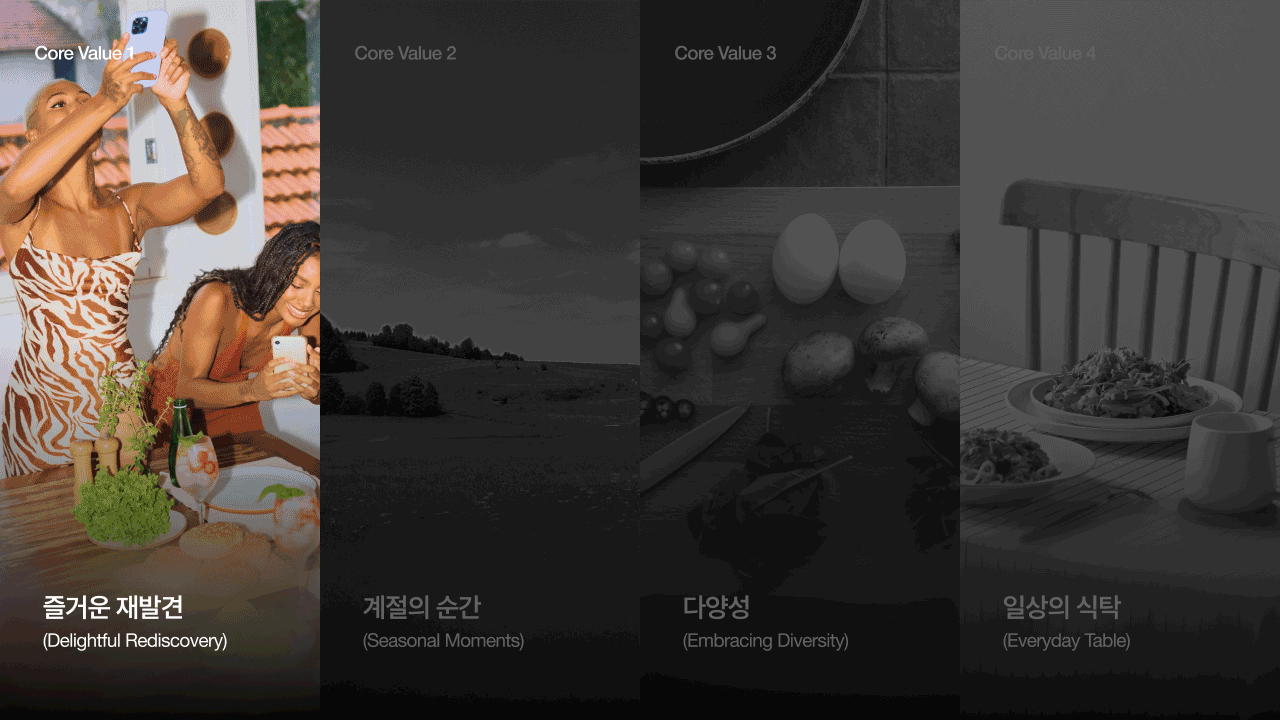 Core Value 1
즐거운 재발견
(Delightful Rediscovery)
Core Value 2
계절의 순간
(Seasonal Moments)
Core Value 3
다양성
(Embracing Diversity)
Core Value 4
일상의 식탁
(Everyday Table)